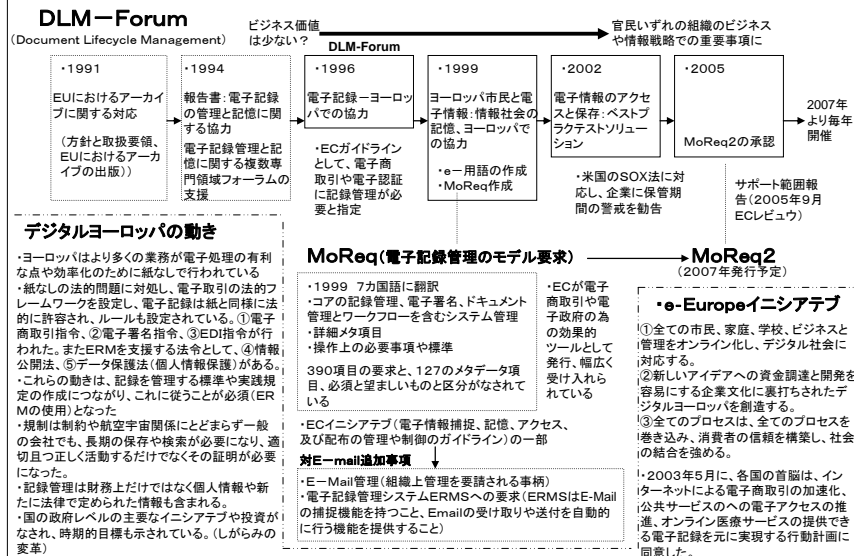 DLM－Forum
(Document Lifecycle Management)
ビジネス価値
は少ない？
官民いずれの組織のビジネス
や情報戦略での重要事項に
DLM-Forum
・1991
EUにおけるアーカイ
ブに関する対応
（方針と取扱要領、
EUにおけるアーカ
イブの出版））
・1994
報告書：電子記録
の管理と記憶に関
する協力
電子記録管理と記
憶に関する複数専
門領域フォーラムの
支援
・1996
電子記録－ヨーロッ
パでの協力
・ECガイドライン
として、電子商
取引や電子認証
に記録管理が必
要と指定
・1999
ヨーロッパ市民と電
子情報：情報社会の
記憶、ヨーロッパで
の協力
・e－用語の作成
・MoReq作成
・2002
電子情報のアクセ
スと保存：ベストプ
ラクテストソリュー
ション
・米国のSOX法に対
応し、企業に保管期
間の警戒を勧告
・2005
MoReq2の承認
サポート範囲報
告（2005年9月
ECレビュウ）
2007年
より毎年
開催
デジタルヨーロッパの動き
・ヨーロッパはより多くの業務が電子処理の有利
な点や効率化のために紙なしで行われている
・紙なしの法的問題に対処し、電子取引の法的フ
レームワークを設定し、電子記録は紙と同様に法
的に許容され、ルールも設定されている。①電子
商取引指令、②電子署名指令、③EDI指令が行
われた。またERMを支援する法令として、④情報
公開法、⑤データ保護法（個人情報保護）がある。
・これらの動きは、記録を管理する標準や実践規
定の作成につながり、これに従うことが必須（ER
Mの使用）となった
・規制は制約や航空宇宙関係にとどまらず一般
の会社でも、長期の保存や検索が必要になり、適
切且つ正しく活動するだけでなくその証明が必要
になった。
・記録管理は財務上だけではなく個人情報や新
たに法律で定められた情報も含まれる。
・国の政府レベルの主要なイニシアテブや投資が
なされ、時期的目標も示されている。（しがらみの
変革）
MoReq（電子記録管理のモデル要求）
・1999 7カ国語に翻訳
・コアの記録管理、電子署名、ドキュメント
管理とワークフローを含むシステム管理
・詳細メタ項目
・操作上の必要事項や標準
390項目の要求と、127のメタデータ項
目、必須と望ましいものと区分がなされて
いる
・ECが電子
商取引や電
子政府の為
の効果的
ツールとして
発行、幅広く
受け入れら
れている
・ECイニシアテブ（電子情報捕捉、記憶、アクセス、
及び配布の管理や制御のガイドライン）の一部
対E－mail追加事項
・E－Mail管理（組織上管理を要請される事柄）
・電子記録管理システムERMSへの要求（ERMSはE-Mail
の捕捉機能を持つこと、Emailの受け取りや送付を自動的
に行う機能を提供すること）
MoReq2
（2007年発行予定）
・e-Europeイニシアテブ
①全ての市民、家庭、学校、ビジネスと
管理をオンライン化し、デジタル社会に
対応する。
②新しいアイデアへの資金調達と開発を
容易にする企業文化に裏打ちされたデ
ジタルヨーロッパを創造する。
③全てのプロセスは、全てのプロセスを
巻き込み、消費者の信頼を構築し、社会
の結合を強める。
・2003年5月に、各国の首脳は、イン
ターネットによる電子商取引の加速化、
公共サービスのへの電子アクセスの推
進、オンライン医療サービスの提供でき
る電子記録を元に実現する行動計画に
同意した。